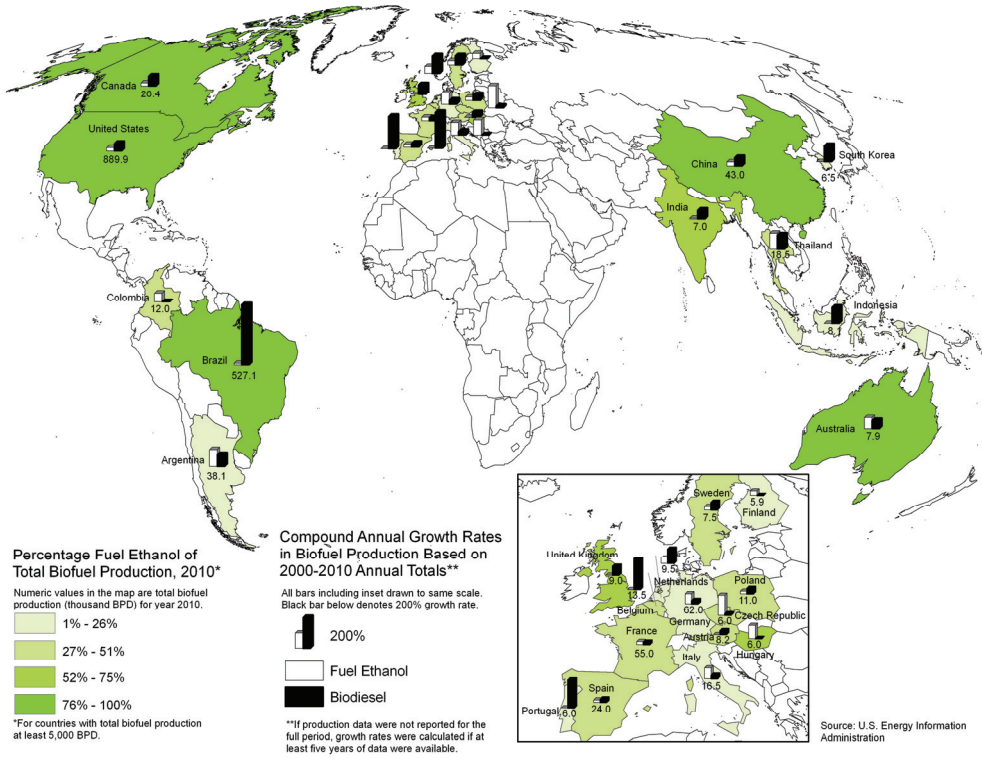 Canada
20.4
United States
889.9
Colombia
12.0
Brazil
527.1
Argentina
38.1
China
43.0
South Korea
6.5
India
7.0
Thailand
18.5
Indonesia
8.1
Australia
7.9
Percentage Fuel Ethanol of
Total Biofuel Production, 2010*
Numeric values in the map are total biofuel
production (thousand BPD) for year 2010.
1% - 26%
27% - 51%
52% - 75%
76% - 100%
*For countries with total biofuel production
at least 5,000 BPD.
Compound Annual Growth Rates
in Biofuel Production Based on
2000-2010 Annual Totals**
All bars including inset drawn to same scale.
Black bar below denotes 200% growth rate.
200%
Fuel Ethanol
Biodiesel
**If production data were not reported for the
full period, growth rates were calculated if at
least five years of data were available.
Sweden
7.5
5.9
Finland
United Kingdom
9.0
13.5
9.5
Netherlands
Belgium
62.0
Germany
Poland
11.0
6.0
Czech Republic
France
55.0
Austria
8.2
6.0
Hungary
Italy
16.5
Spain
24.0
Portugal
6.0
Source: U.S. Energy Information
Administration